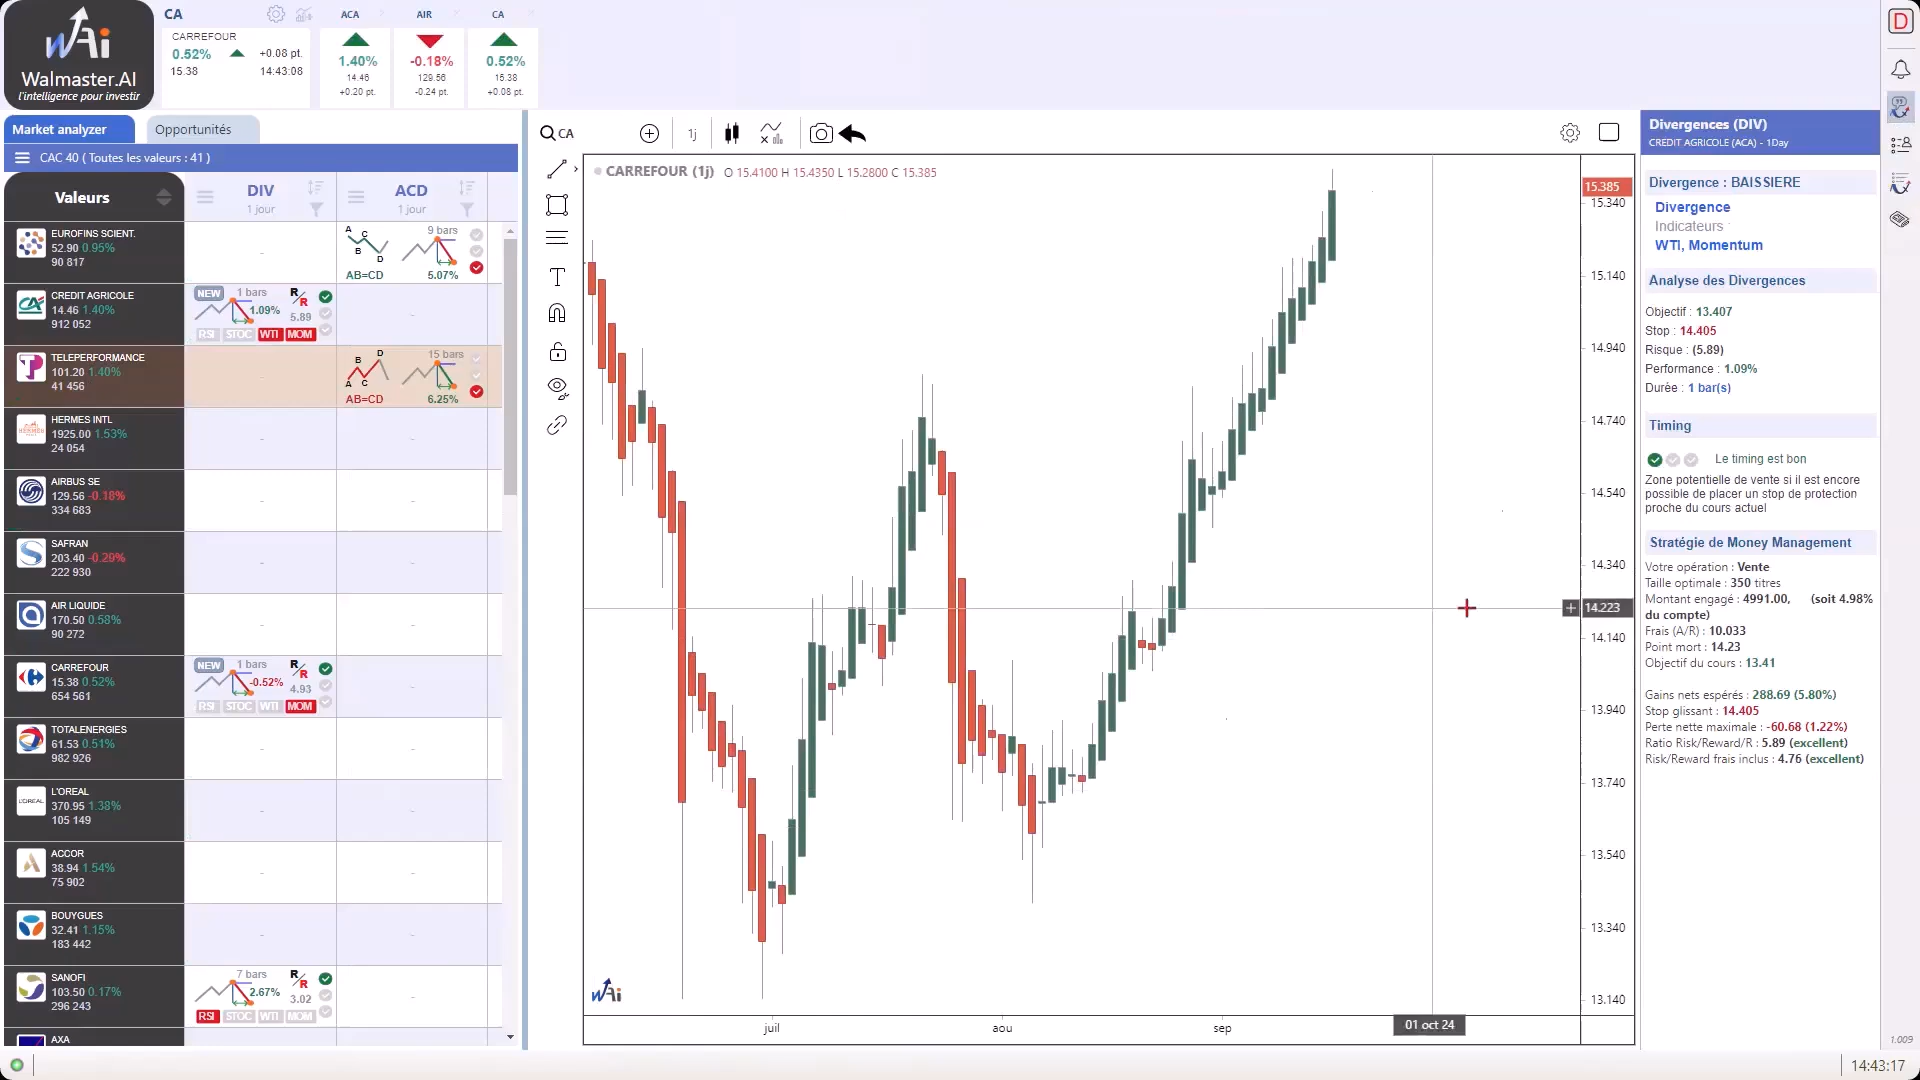 CA
ACA
AIR
CA
CARREFOUR
0.52%
+0.08 pt.
15.38
14:43:08
1.40%
14.46
+0.20 pt.
-0.18%
129.56
-0.24 pt.
0.52%
15.38
+0.08 pt.
WAi
Walmaster.AI
l'intelligence pour investir
Market analyzer
Opportunités
CAC 40 ( Toutes les valeurs : 41 )
Valeurs
DIV
1 jour
ACD
1 jour
EUROFINS SCIENT.
52.90 0.95%
90 817
-
A C B D
AB=CD
9 bars
5.07%
CREDIT AGRICOLE
14.46 1.40%
912 052
NEW 1 bars R/R
1.09% 5.89
RSI STOC WTI MOM
-
TELEPERFORMANCE
101.20 1.40%
41 456
-
B D A C
AB=CD
15 bars
6.25%
HERMES INTL
1925.00 1.53%
24 054
- -
AIRBUS SE
129.56 -0.18%
334 683
- -
SAFRAN
203.40 -0.29%
222 930
- -
AIR LIQUIDE
170.50 0.58%
90 272
- -
CARREFOUR
15.38 0.52%
654 561
NEW 1 bars R/R
-0.52% 4.93
RSI STOC WTI MOM
-
TOTALENERGIES
61.53 0.51%
982 926
- -
L'OREAL
L'OREAL
370.95 1.38%
105 149
- -
ACCOR
38.94 1.54%
75 902
- -
BOUYGUES
32.41 1.15%
183 442
- -
SANOFI
103.50 0.17%
296 243
7 bars R/R
2.67% 3.02
RSI STOC WTI MOM
-
AXA
CA
1j
CARREFOUR (1j) O 15.4100 H 15.4350 L 15.2800 C 15.385
T
15.385
15.340
15.140
14.940
14.740
14.540
14.340
14.223
14.140
13.940
13.740
13.540
13.340
13.140
WAi
juil
aou
sep
01 oct 24
Divergences (DIV)
CREDIT AGRICOLE (ACA) - 1Day
Divergence : BAISSIERE
Divergence
Indicateurs
WTI, Momentum
Analyse des Divergences
Objectif : 13.407
Stop : 14.405
Risque : (5.89)
Performance : 1.09%
Durée : 1 bar(s)
Timing
Le timing est bon
Zone potentielle de vente si il est encore
possible de placer un stop de protection
proche du cours actuel
Stratégie de Money Management
Votre opération : Vente
Taille optimale : 350 titres
Montant engagé : 4991.00, (soit 4.98%
du compte)
Frais (A/R) : 10.033
Point mort : 14.23
Objectif du cours : 13.41
Gains nets espérés : 288.69 (5.80%)
Stop glissant : 14.405
Perte nette maximale : -60.68 (1.22%)
Ratio Risk/Reward/R : 5.89 (excellent)
Risk/Reward frais inclus : 4.76 (excellent)
D
1.009
14:43:17